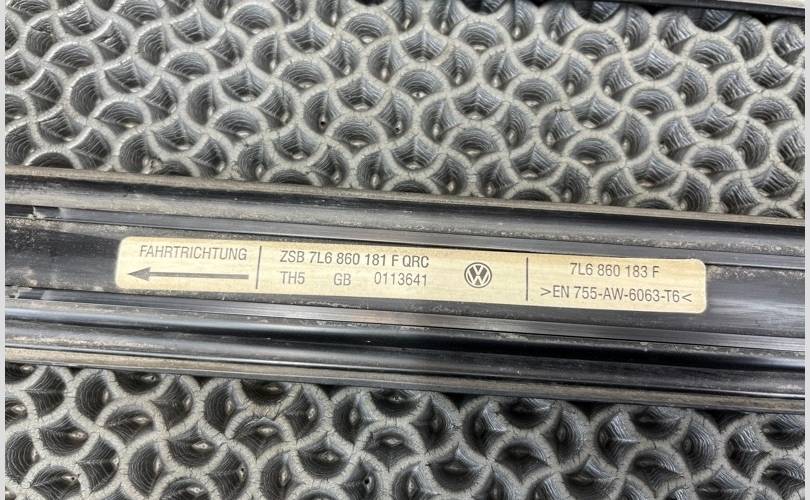 FAHRTRICHTUNG
ZSB 7L6 860 181 F QRC
TH5 GB 0113641
7L6 860 183 F
>EN 755-AW-6063-T6<